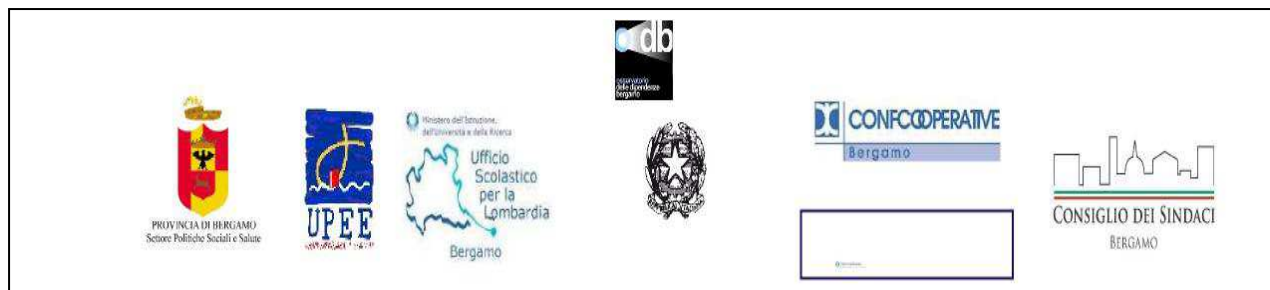 db
osservatorio
delle dipendenze
bergamo
PROVINCIA DI BERGAMO
Settore Politiche Sociali e Salute
UPEE
Ministero dell'Istruzione,
dell'Università e della Ricerca
Ufficio
Scolastico
per la
Lombardia
Bergamo
CONFCOOPERATIVE
Bergamo
CONSIGLIO DEI SINDACI
BERGAMO